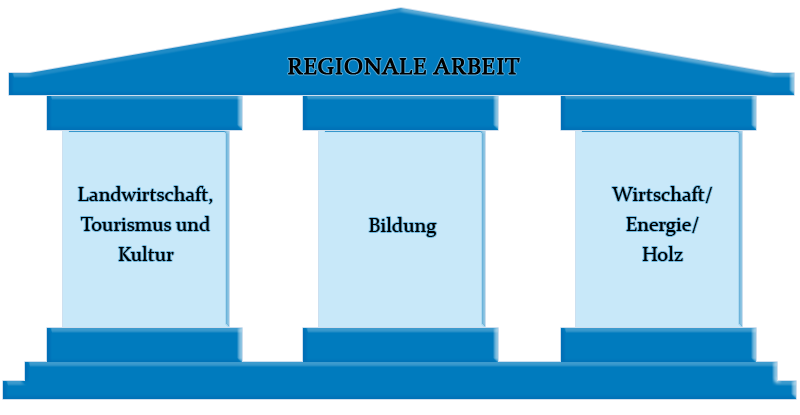 REGIONALE ARBEIT
Landwirtschaft,
Tourismus und
Kultur
Bildung
Wirtschaft/
Energie/
Holz